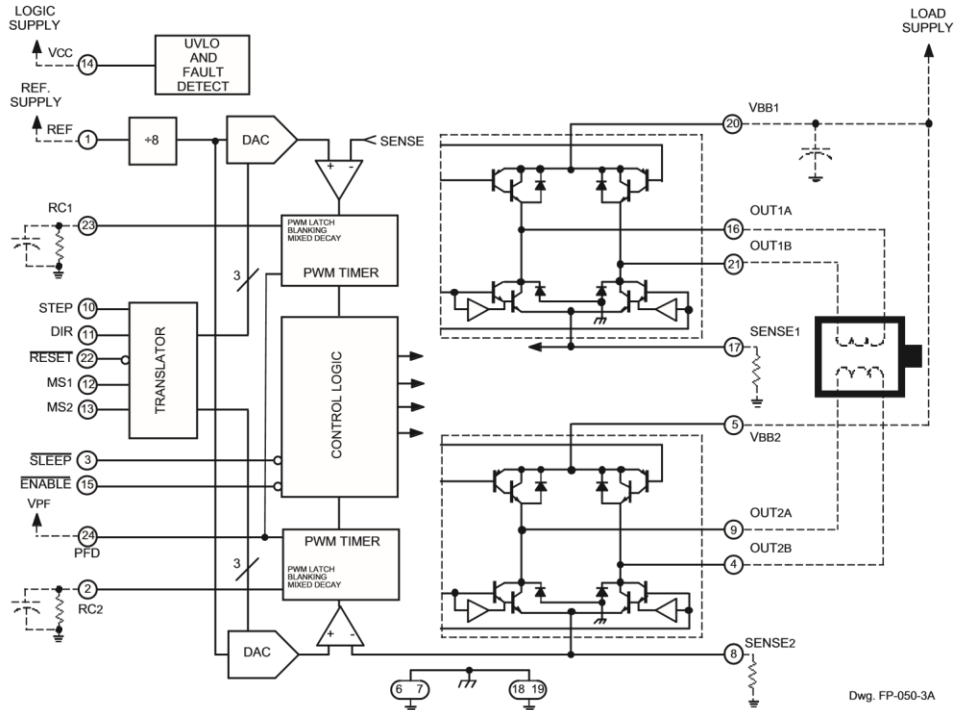 LOGIC
SUPPLY
VCC
14
UVLO
AND
FAULT
DETECT
LOAD
SUPPLY
REF.
SUPPLY
REF
1
÷8
DAC
+ -
SENSE
VBB1
20
RC1
23
PWM LATCH
BLANKING
MIXED DECAY
PWM TIMER
3
OUT1A
16
OUT1B
21
STEP 10
DIR 11
RESET 22
MS1 12
MS2 13
TRANSLATOR
CONTROL LOGIC
SENSE1
17
SLEEP 3
ENABLE 15
5
VBB2
VPF
24
PFD
PWM TIMER
PWM LATCH
BLANKING
MIXED DECAY
3
OUT2A
9
OUT2B
4
2
RC2
DAC
+ -
SENSE2
8
6 7
18 19
Dwg. FP-050-3A